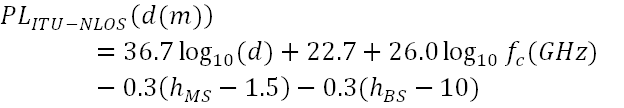 PL_{ITU−NLOS}(d(m))
= 36.7 log_{10}(d) + 22.7 + 26.0 log_{10} f_c(GHz)
− 0.3(h_{MS} − 1.5) − 0.3(h_{BS} − 10)